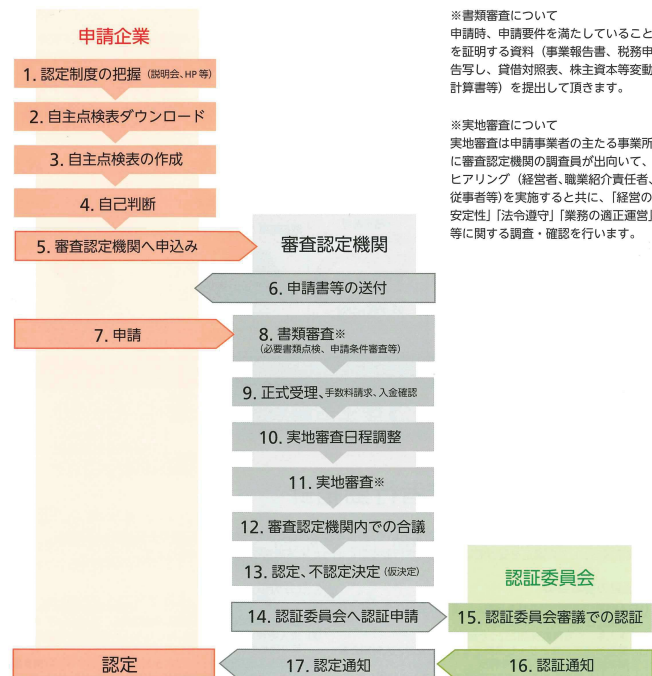 申請企業
1. 認定制度の把握（説明会、HP 等）
2. 自主点検表ダウンロード
3. 自主点検表の作成
4. 自己判断
5. 審査認定機関へ申込み
審査認定機関
6. 申請書等の送付
7. 申請
8. 書類審査※
（必要書類点検、申請条件審査等）
9. 正式受理、手数料請求、入金確認
10. 実地審査日程調整
11. 実地審査※
12. 審査認定機関内での合議
13. 認定、不認定決定（仮決定）
認証委員会
14. 認証委員会へ認証申請
15. 認証委員会審議での認証
16. 認証通知
17. 認定通知
認定
※書類審査について
申請時、申請要件を満たしていること
を証明する資料（事業報告書、税務申
告写し、貸借対照表、株主資本等変動
計算書等）を提出して頂きます。
※実地審査について
実地審査は申請事業者の主たる事業所
に審査認定機関の調査員が出向いて、
ヒアリング（経営者、職業紹介責任者、
従事者等）を実施すると共に、「経営の
安定性」「法令遵守」「業務の適正運営」
等に関する調査・確認を行います。